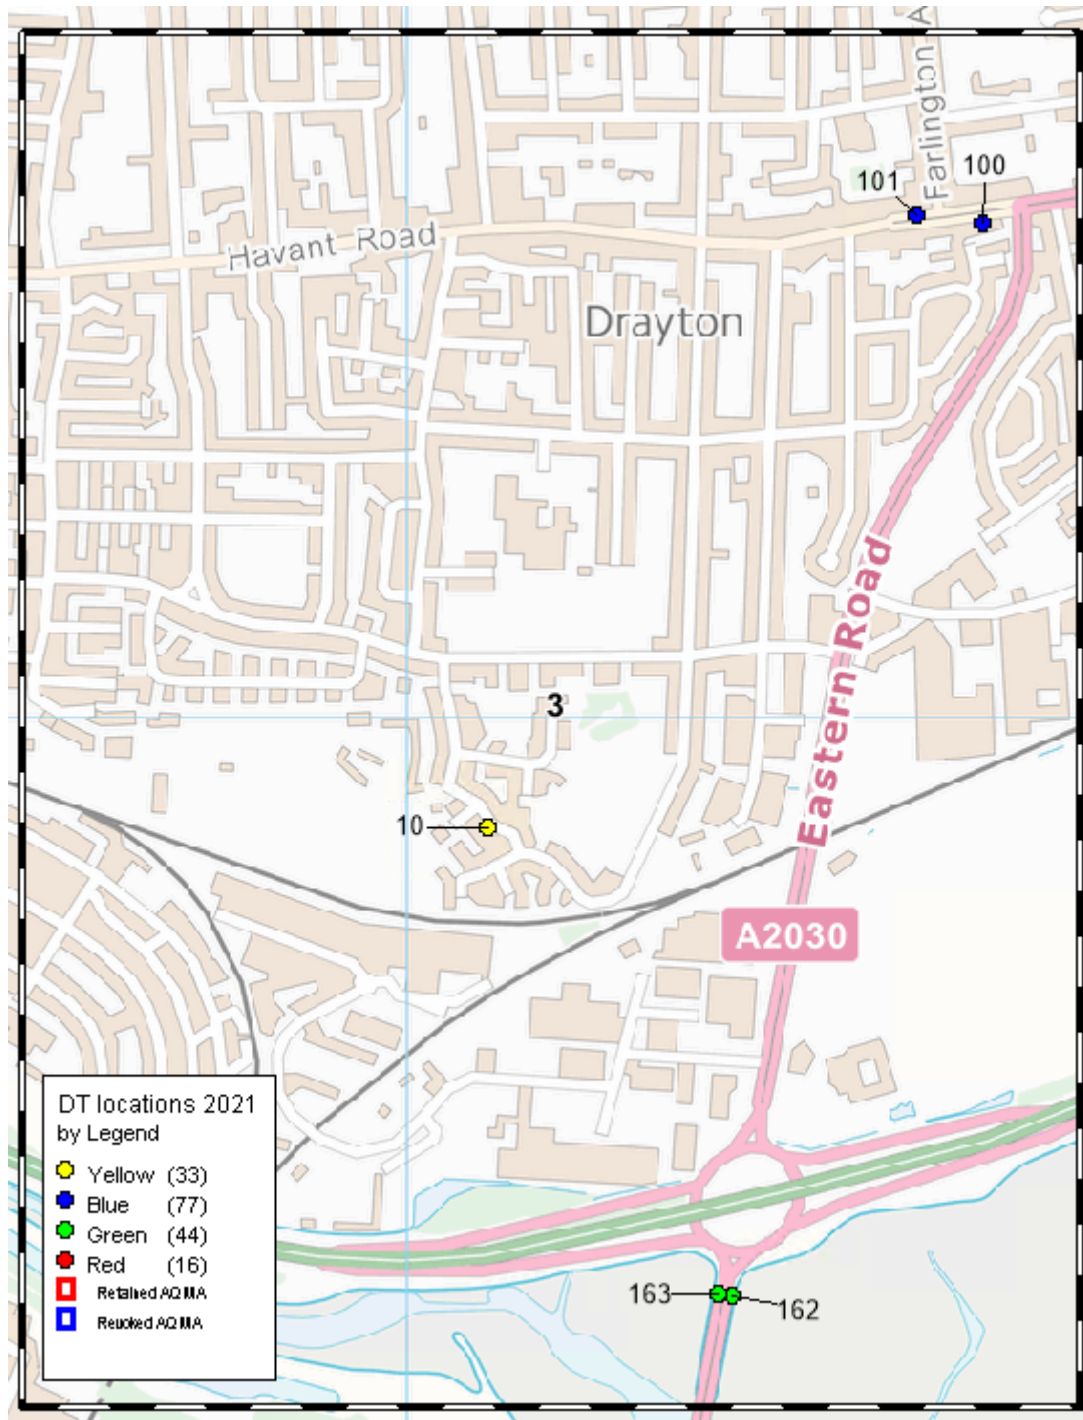 Farlington A
101
100
Havant Road
Drayton
Eastern Road
3
10
A2030
DT locations 2021
by Legend
Yellow (33)
Blue (77)
Green (44)
Red (16)
Retained AQMA
Revoked AQMA
163
162